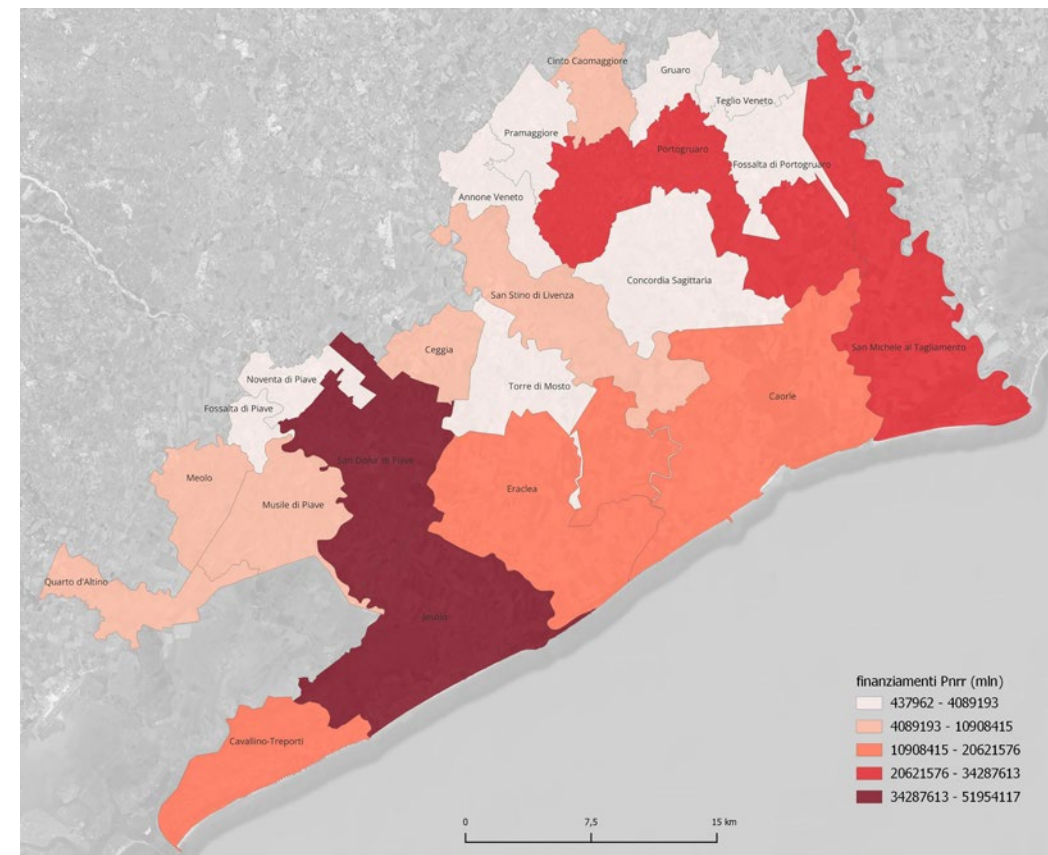 Cinto Caomaggiore
Gruaro
Teglio Veneto
Pramaggiore
Portogruaro
Fossalta di Portogruaro
Annone Veneto
Concordia Sagittaria
San Stino di Livenza
San Michele al Tagliamento
Ceggia
Noventa di Piave
Torre di Mosto
Caorle
Fossalta di Piave
San Donà di Piave
Meolo
Eraclea
Musile di Piave
Quarto d'Altino
Jesolo
Cavallino-Treporti
finanziamenti Pnrr (mln)
437962 - 4089193
4089193 - 10908415
10908415 - 20621576
20621576 - 34287613
34287613 - 51954117
0 7,5 15 km